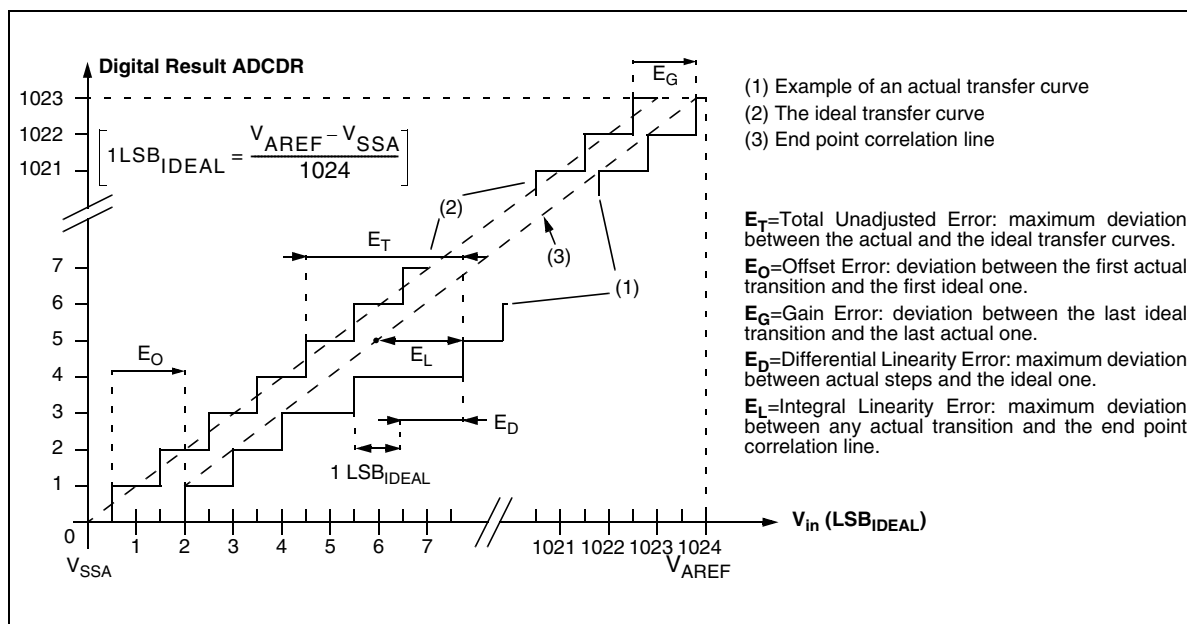 Digital Result ADCDR
E_G
1023
1022
1021
1LSB_IDEAL = (V_AREF – V_SSA) / 1024
(1) Example of an actual transfer curve
(2) The ideal transfer curve
(3) End point correlation line
(2)
E_T
(3)
(1)
7
6
5
4
3
2
1
0
E_O
E_L
E_D
1 LSB_IDEAL
E_T=Total Unadjusted Error: maximum deviation
between the actual and the ideal transfer curves.
E_O=Offset Error: deviation between the first actual
transition and the first ideal one.
E_G=Gain Error: deviation between the last ideal
transition and the last actual one.
E_D=Differential Linearity Error: maximum deviation
between actual steps and the ideal one.
E_L=Integral Linearity Error: maximum deviation
between any actual transition and the end point
correlation line.
V_in (LSB_IDEAL)
1 2 3 4 5 6 7 1021 1022 1023 1024
V_SSA
V_AREF